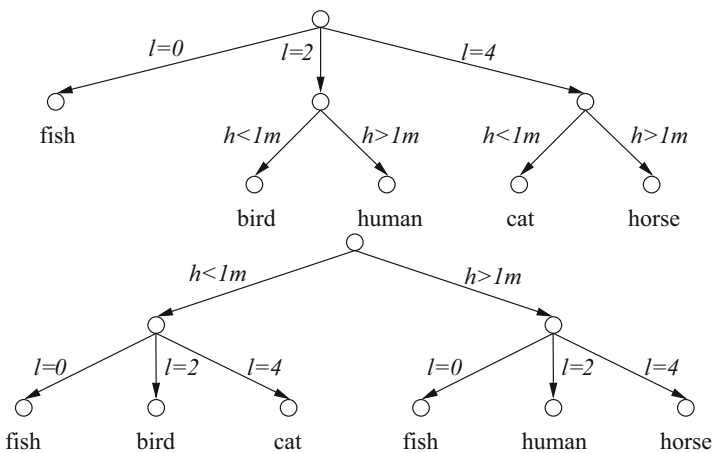 l=0 l=2 l=4
fish h<1m h>1m h<1m h>1m
bird human cat horse
h<1m h>1m
l=0 l=2 l=4 l=0 l=2 l=4
fish bird cat fish human horse